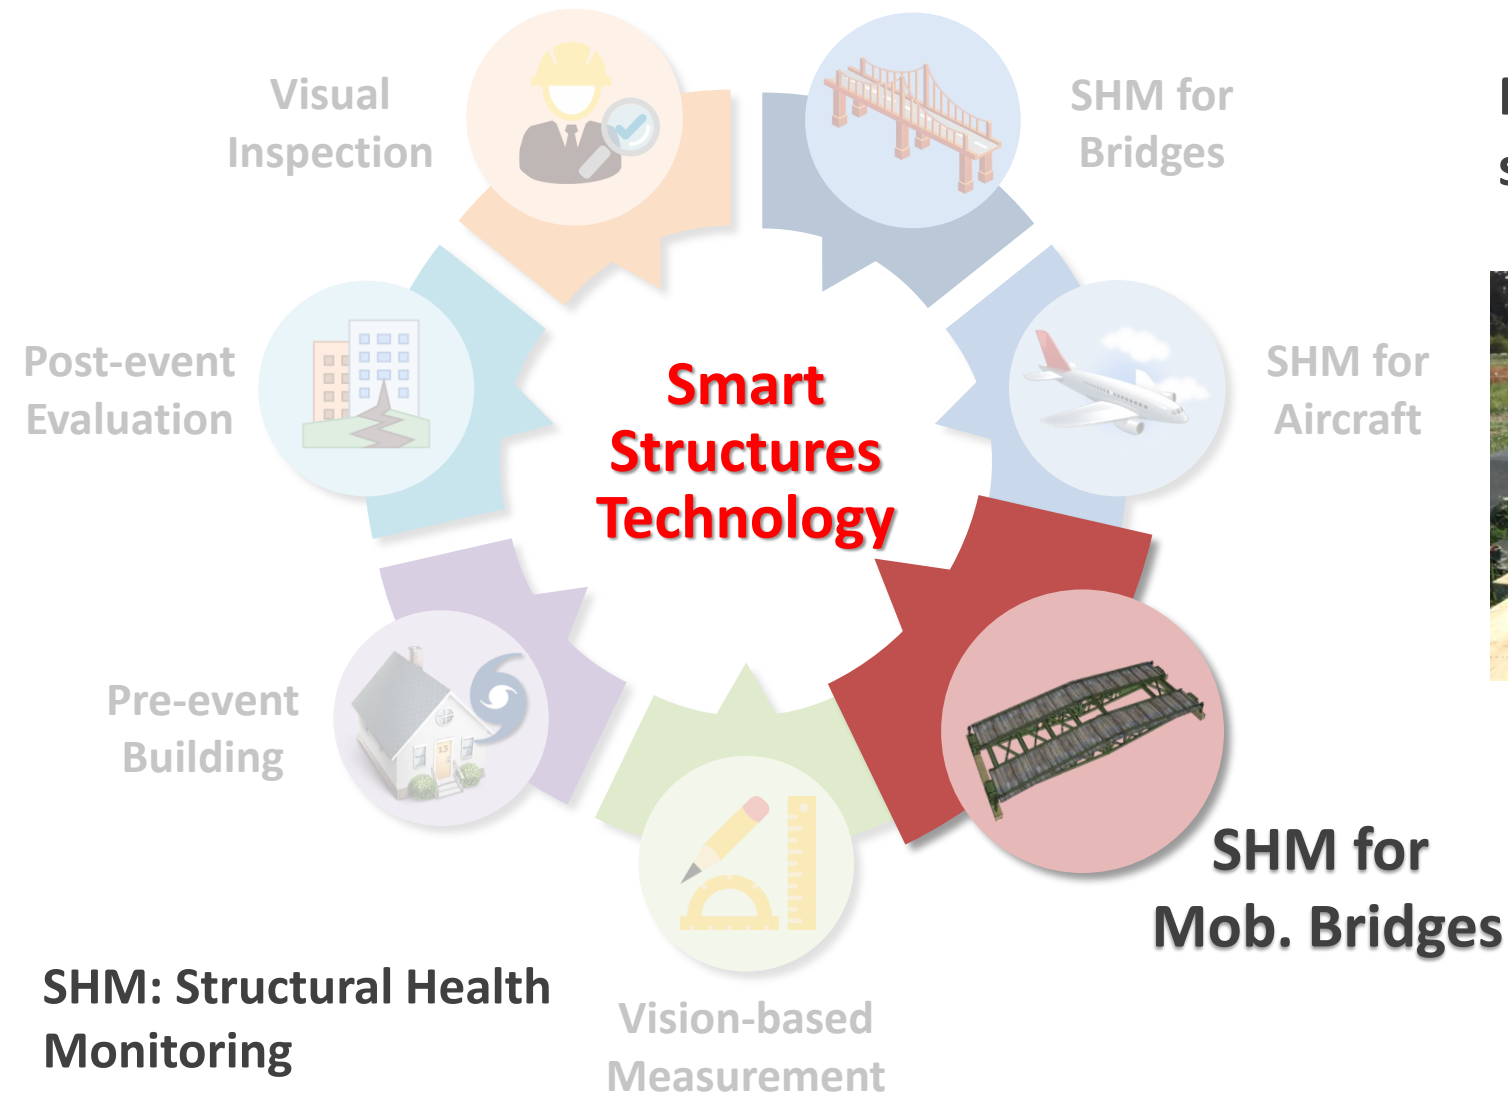 Visual
Inspection
SHM for
Bridges
Post-event
Evaluation
Smart
Structures
Technology
SHM for
Aircraft
Pre-event
Building
13
SHM for
Mob. Bridges
SHM: Structural Health
Monitoring
Vision-based
Measurement